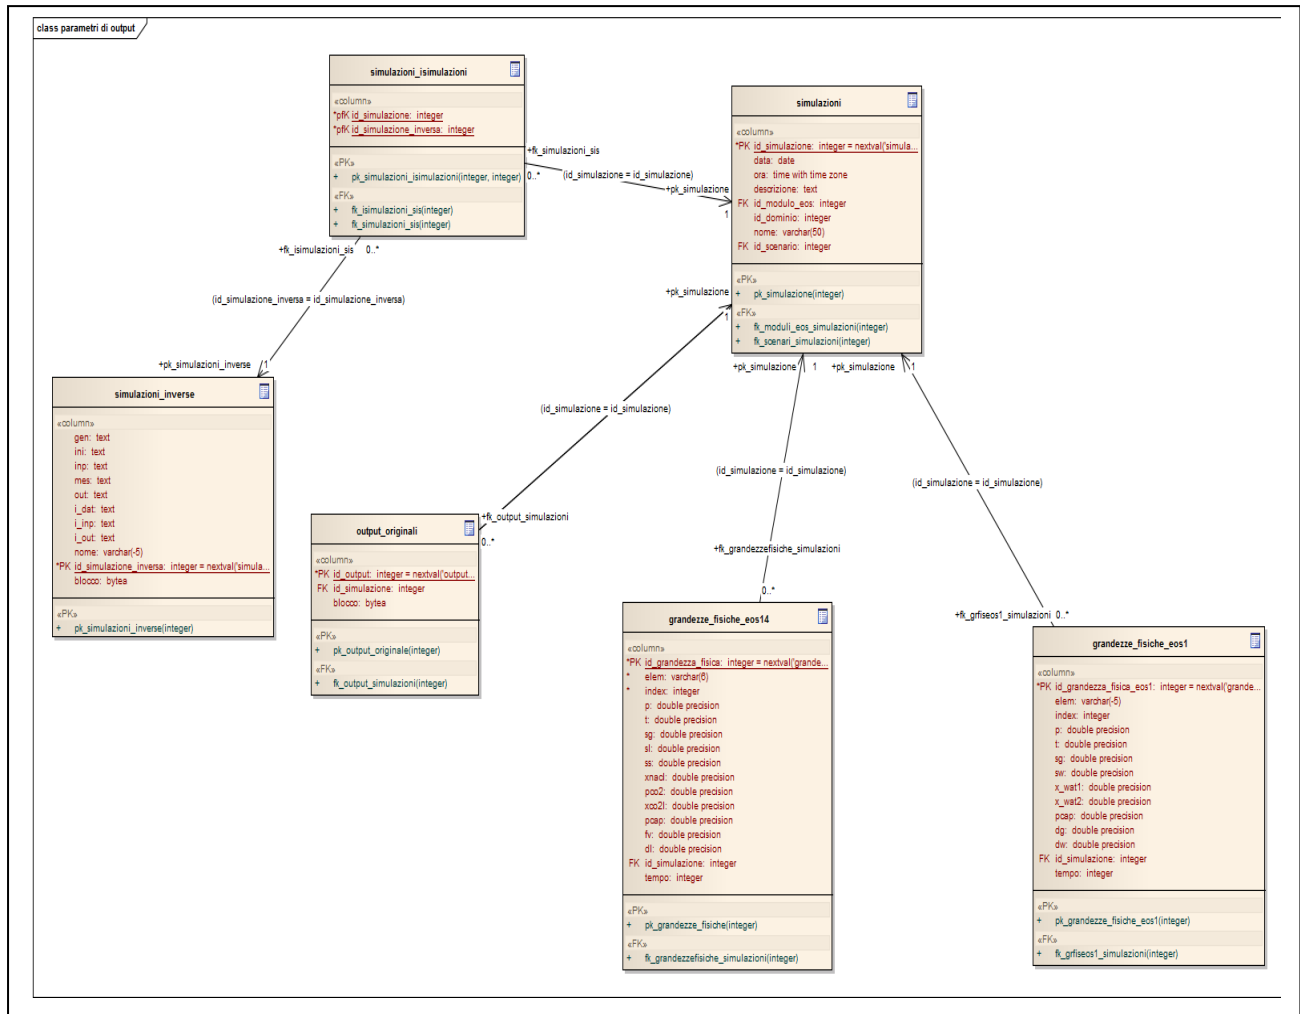 class parametri di output
simulazioni_isimulazioni
«column»
*pfK id_simulazione: integer
*pfK id_simulazione_inversa: integer
«PK»
+ pk_simulazioni_isimulazioni(integer, integer)
«FK»
+ fk_isimulazioni_sis(integer)
+ fk_simulazioni_sis(integer)
+fk_simulazioni_sis
0..*
(id_simulazione = id_simulazione)
+pk_simulazione
1
simulazioni
«column»
*PK id_simulazione: integer = nextval('simula...
data: date
ora: time with time zone
descrizione: text
FK id_modulo_eos: integer
id_dominio: integer
nome: varchar(50)
FK id_scenario: integer
«PK»
+ pk_simulazione(integer)
«FK»
+ fk_moduli_eos_simulazioni(integer)
+ fk_scenari_simulazioni(integer)
+fk_isimulazioni_sis 0..*
(id_simulazione_inversa = id_simulazione_inversa)
+pk_simulazioni_inverse 1
simulazioni_inverse
«column»
gen: text
ini: text
inp: text
mes: text
out: text
i_dat: text
i_inp: text
i_out: text
nome: varchar(-5)
*PK id_simulazione_inversa: integer = nextval('simula...
blocco: bytea
«PK»
+ pk_simulazioni_inverse(integer)
+pk_simulazione
1
(id_simulazione = id_simulazione)
+fk_output_simulazioni
0..*
output_originali
«column»
*PK id_output: integer = nextval('output...
FK id_simulazione: integer
blocco: bytea
«PK»
+ pk_output_originale(integer)
«FK»
+ fk_output_simulazioni(integer)
+pk_simulazione 1
(id_simulazione = id_simulazione)
+fk_grandezzefisiche_simulazioni
0..*
grandezze_fisiche_eos14
«column»
*PK id_grandezza_fisica: integer = nextval('grande...
* elem: varchar(6)
* index: integer
p: double precision
t: double precision
sg: double precision
sl: double precision
ss: double precision
xnacl: double precision
pco2: double precision
xco2l: double precision
pcap: double precision
fv: double precision
dl: double precision
FK id_simulazione: integer
tempo: integer
«PK»
+ pk_grandezze_fisiche(integer)
«FK»
+ fk_grandezzefisiche_simulazioni(integer)
+pk_simulazione 1
(id_simulazione = id_simulazione)
+fk_grfiseos1_simulazioni 0..*
grandezze_fisiche_eos1
«column»
*PK id_grandezza_fisica_eos1: integer = nextval('grande...
elem: varchar(-5)
index: integer
p: double precision
t: double precision
sg: double precision
sw: double precision
x_wat1: double precision
x_wat2: double precision
pcap: double precision
dg: double precision
dw: double precision
FK id_simulazione: integer
tempo: integer
«PK»
+ pk_grandezze_fisiche_eos1(integer)
«FK»
+ fk_grfiseos1_simulazioni(integer)